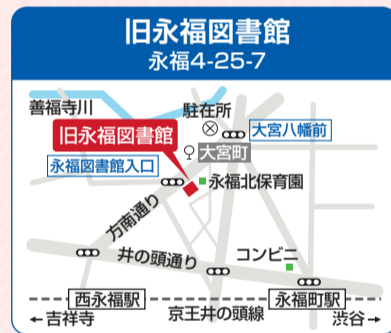 旧永福図書館
永福4-25-7
善福寺川
駐在所
大宮八幡前
旧永福図書館
大宮町
永福図書館入口
永福北保育園
方南通り
井の頭通り
コンビニ
西永福駅
永福町駅
←吉祥寺
京王井の頭線
渋谷→